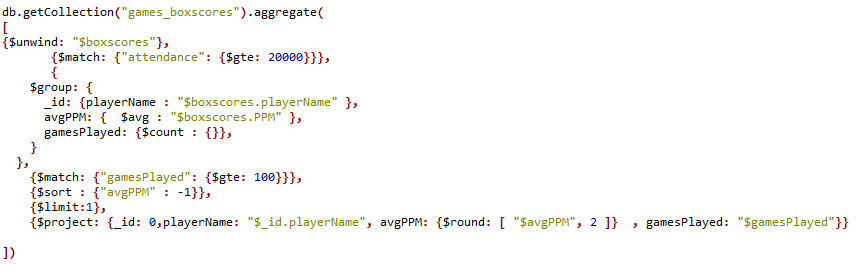 db.getCollection("games_boxscores").aggregate(
[
{$unwind: "$boxscores"},
{$match: {"attendance": {$gte: 20000}}},
{
$group: {
_id: {playerName : "$boxscores.playerName" },
avgPPM: {  $avg : "$boxscores.PPM" },
gamesPlayed: {$count : {}},
}
},
{$match: {"gamesPlayed": {$gte: 100}}},
{$sort : {"avgPPM" : -1}},
{$limit:1},
{$project: {_id: 0,playerName: "$_id.playerName", avgPPM: {$round: [ "$avgPPM", 2 ]}  , gamesPlayed: "$gamesPlayed"}}
])